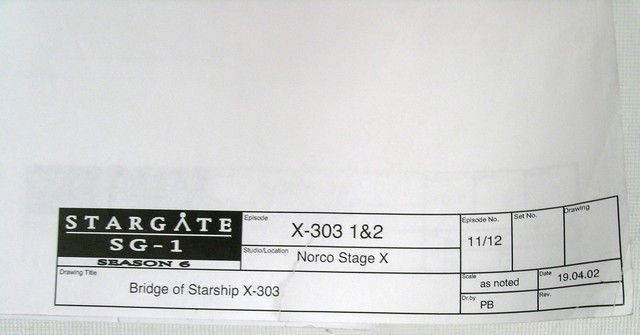 STARGATE
SG-1
SEASON 6
Episode
X-303 1&2
Studio/Location
Norco Stage X
Episode No.
11/12
Set No.
Drawing
Drawing Title
Bridge of Starship X-303
Scale
as noted
Date
19.04.02
Dr.by
PB
Rev.